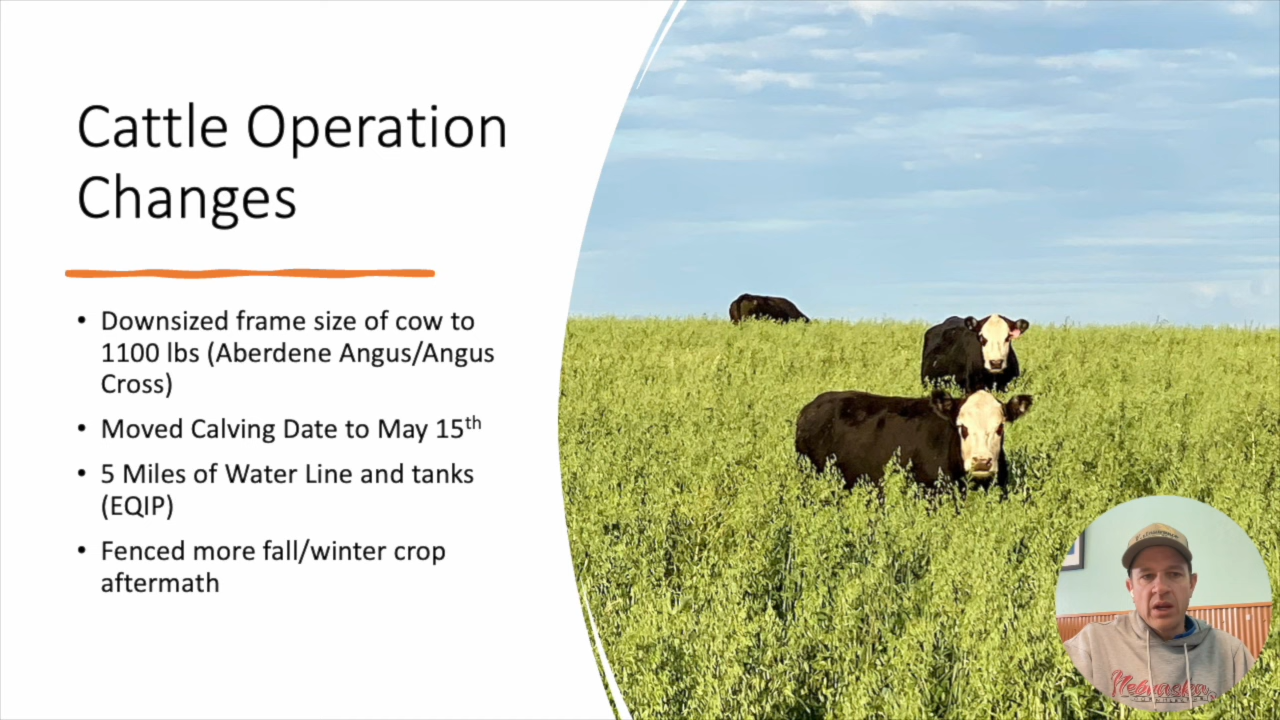 Cattle Operation
Changes
• Downsized frame size of cow to
1100 lbs (Aberdene Angus/Angus
Cross)
• Moved Calving Date to May 15th
• 5 Miles of Water Line and tanks
(EQIP)
• Fenced more fall/winter crop
aftermath
Nebraska